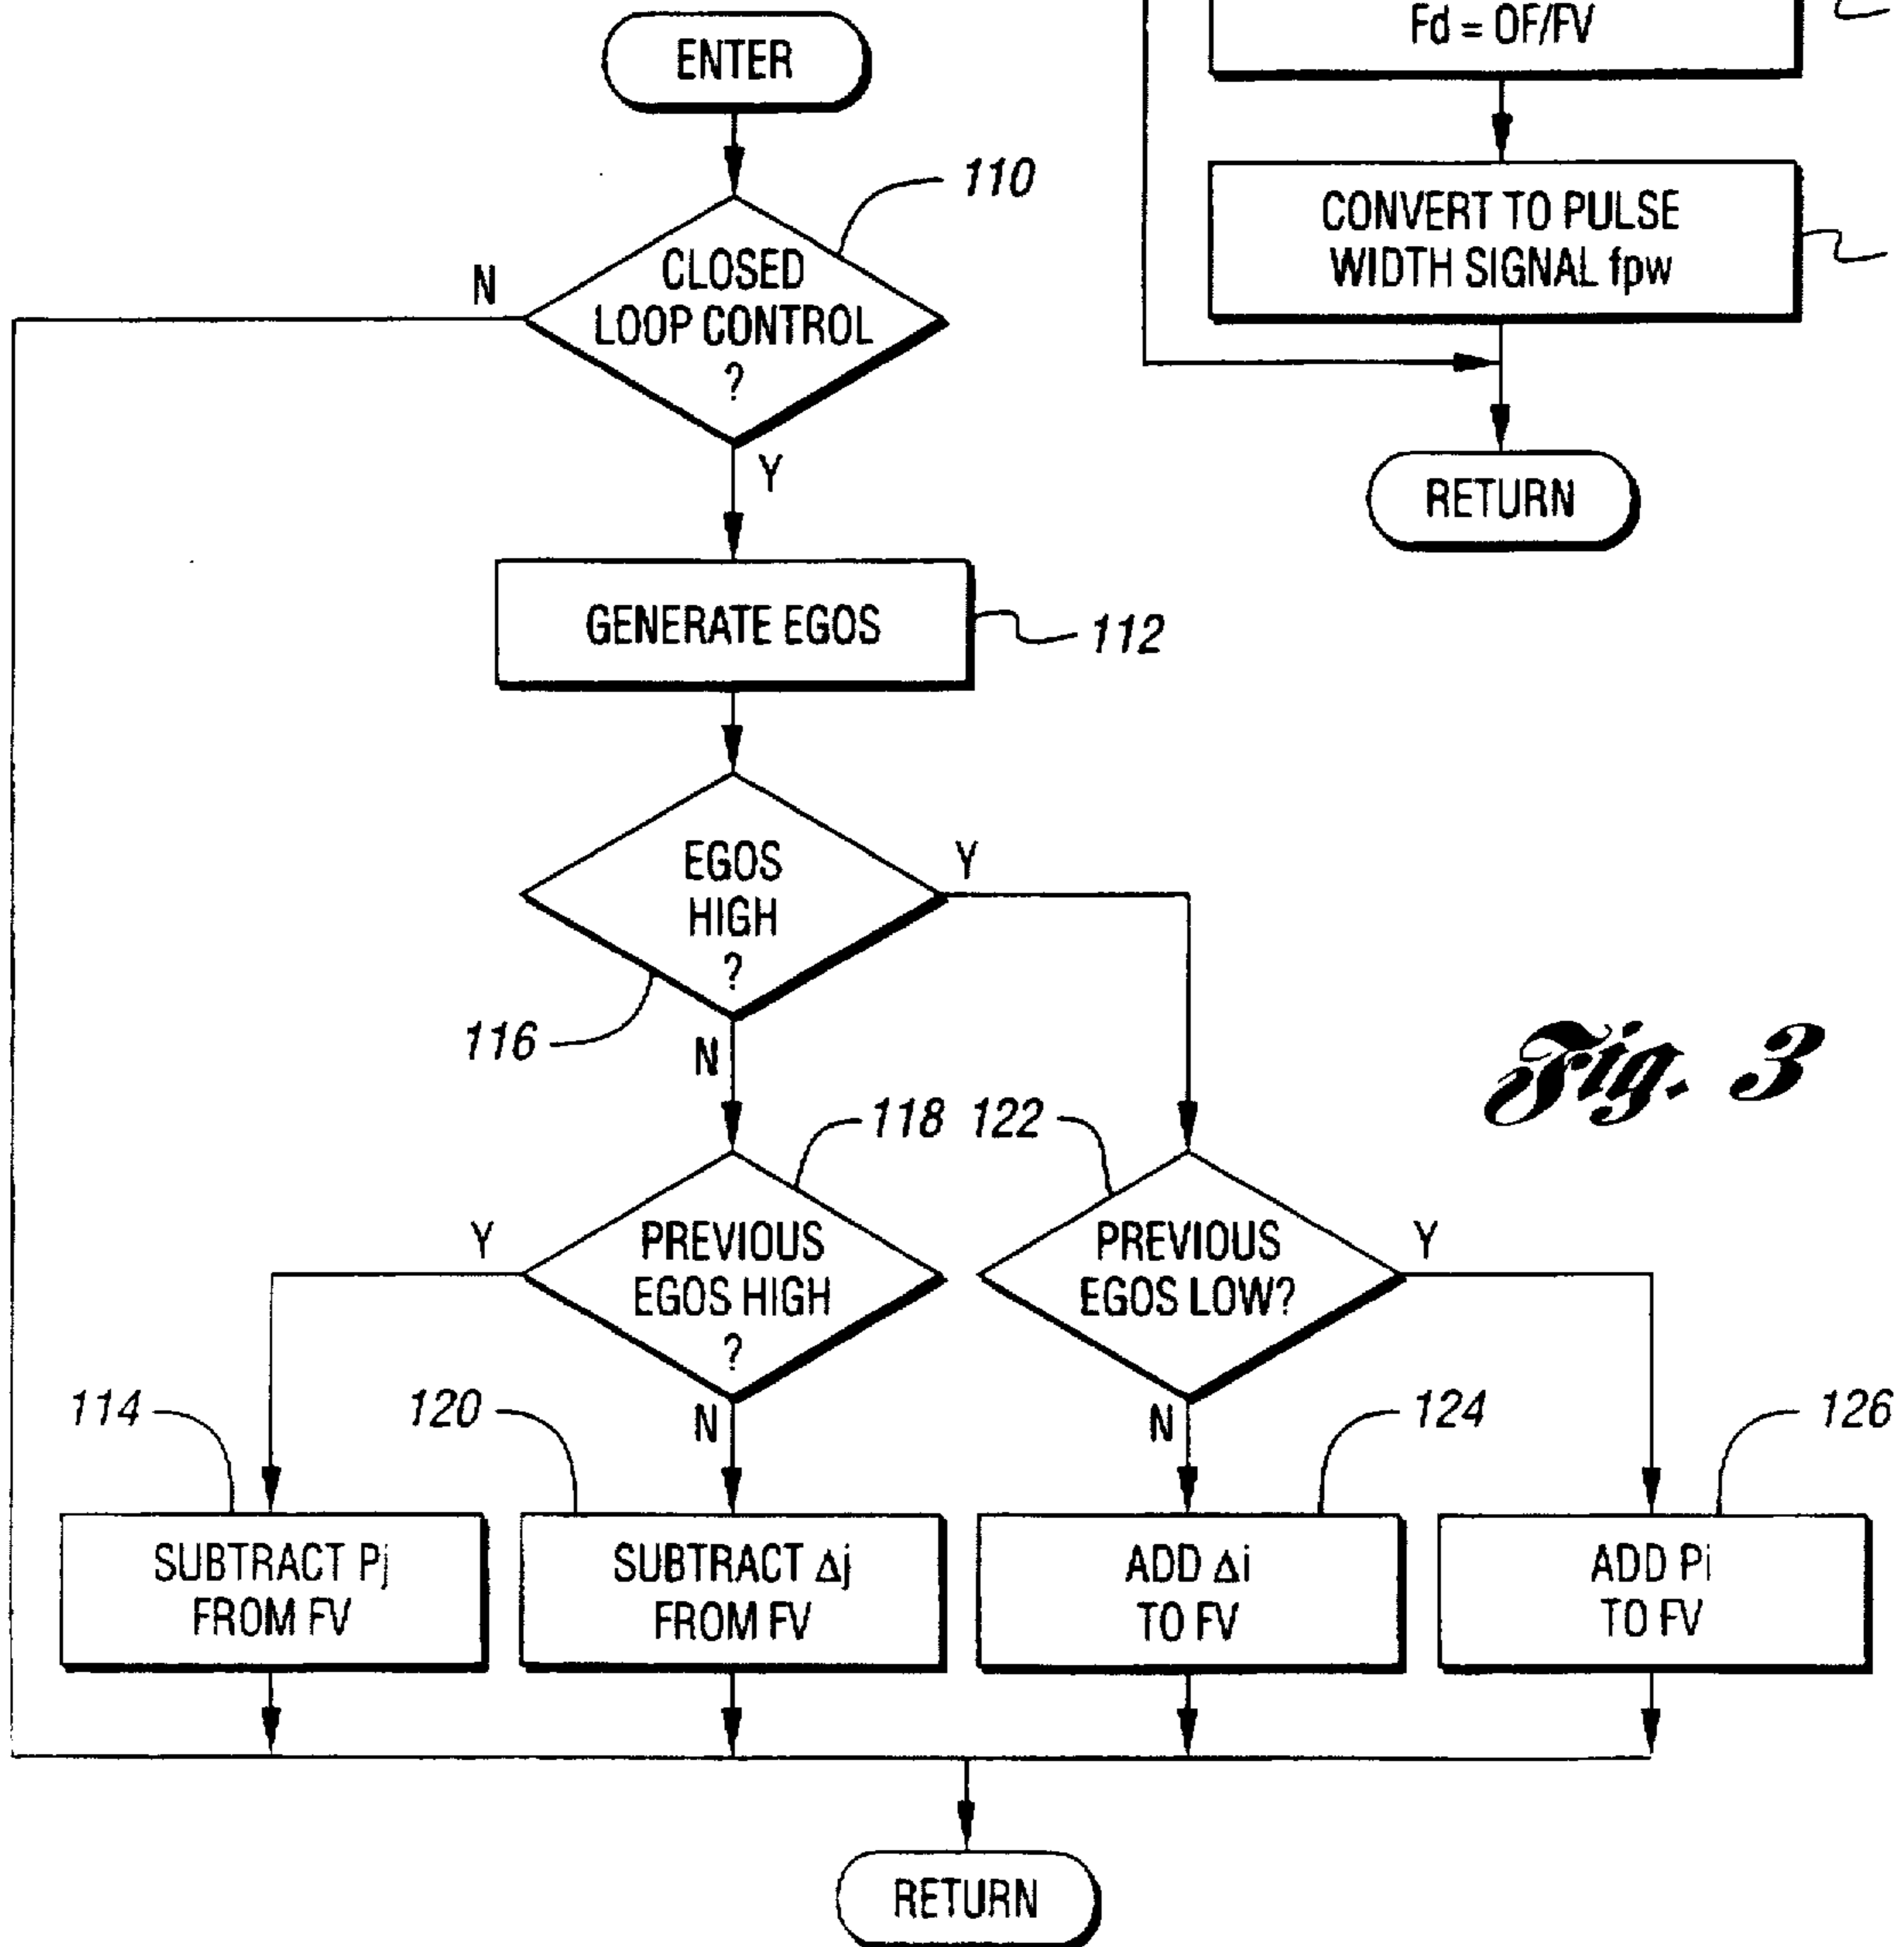 ENTER
110
CLOSED
LOOP CONTROL
?
N
Y
GENERATE EGOS
112
EGOS
HIGH
?
Y
116
N
118
122
PREVIOUS
EGOS HIGH
?
Y
N
PREVIOUS
EGOS LOW?
Y
N
114
120
124
126
SUBTRACT Pj
FROM FV
SUBTRACT Δj
FROM FV
ADD Δi
TO FV
ADD Pi
TO FV
RETURN
Fd = OF/FV
CONVERT TO PULSE
WIDTH SIGNAL fpw
RETURN
Fig. 3